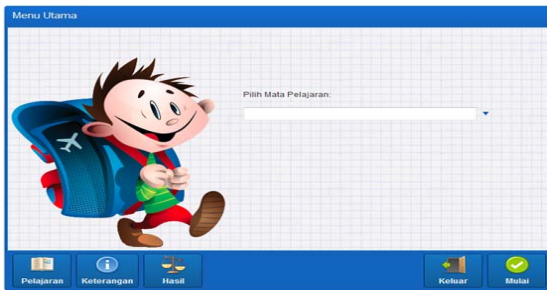 Menu Utama
Pilih Mata Pelajaran:
Pelajaran
Keterangan
Hasil
Keluar
Mulai